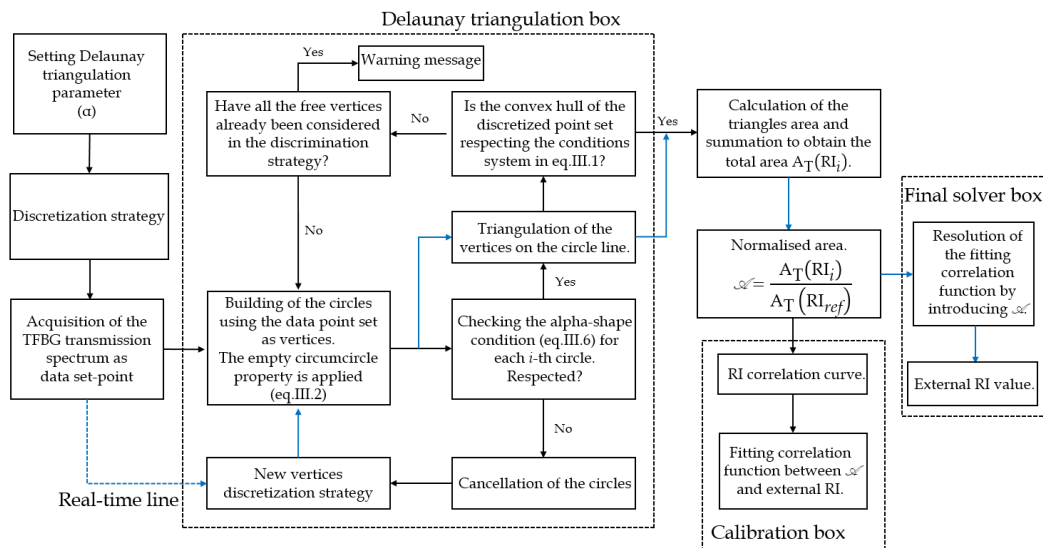 Delaunay triangulation box
Setting Delaunay
triangulation
parameter
(α)
Discretization strategy
Acquisition of the
TFBG transmission
spectrum as
data set-point
Real-time line
Yes
Warning message
Have all the free vertices
already been considered
in the discrimination
strategy?
No
Is the convex hull of the
discretized point set
respecting the conditions
system in eq.III.1?
Yes
No
Triangulation of the
vertices on the circle line.
Yes
Building of the circles
using the data point set
as vertices.
The empty circumcircle
property is applied
(eq.III.2)
Checking the alpha-shape
condition (eq.III.6) for
each i-th circle.
Respected?
No
New vertices
discretization strategy
Cancellation of the circles
Calculation of the
triangles area and
summation to obtain the
total area A_T(RI_i).
Normalised area.
𝒜 = A_T(RI_i) / A_T(RI_ref)
RI correlation curve.
Fitting correlation
function between 𝒜
and external RI.
Calibration box
Final solver box
Resolution of
the fitting
correlation
function by
introducing 𝒜.
External RI value.